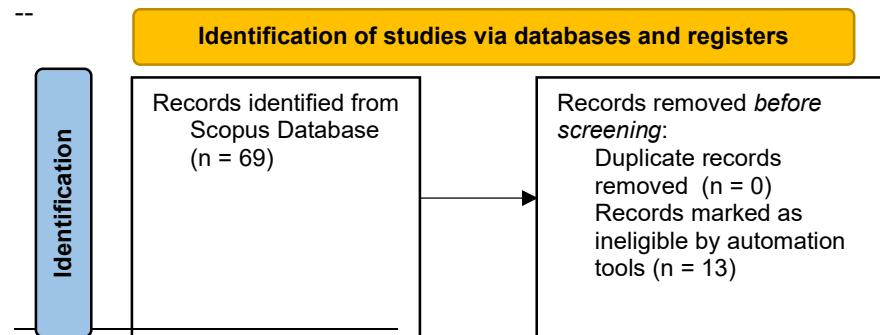 --
Identification of studies via databases and registers
Identification
Records identified from
Scopus Database
(n = 69)
Records removed before
screening:
Duplicate records
removed  (n = 0)
Records marked as
ineligible by automation
tools (n = 13)